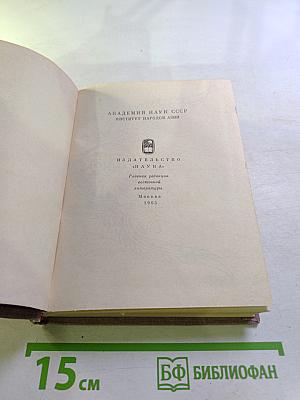 АКАДЕМИЯ НАУК СССР
ИНСТИТУТ НАРОДОВ АЗИИ
ИЗДАТЕЛЬСТВО
«НАУКА»
Главная редакция
восточной
литературы
Москва
1965
15 см
БФ БИБЛИОФАН